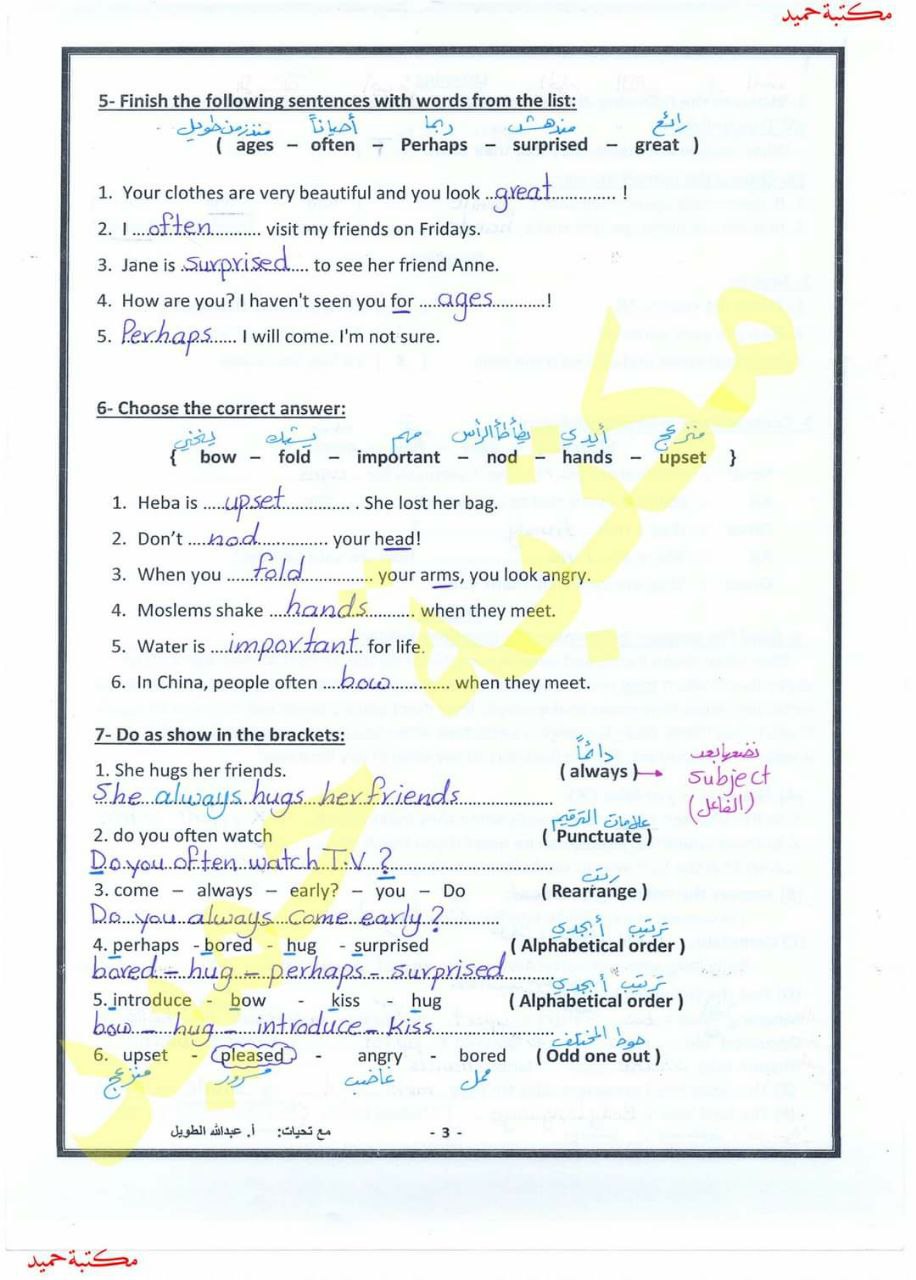 مكتبة حميد
5- Finish the following sentences with words from the list:
رائع مندهش ربما أحياناً منذ زمن طويل
( ages – often – Perhaps – surprised – great )
1. Your clothes are very beautiful and you look ..great.............. !
2. I ...often............ visit my friends on Fridays.
3. Jane is .surprised.... to see her friend Anne.
4. How are you? I haven't seen you for ....ages............!
5. .Perhaps...... I will come. I'm not sure.
6- Choose the correct answer:
منزعج أيدي يطأطأ الرأس مهم يشبك ينحني
{ bow – fold – important – nod – hands – upset }
1. Heba is .....upset................ . She lost her bag.
2. Don't ....nod................. your head!
3. When you ......fold................ your arms, you look angry.
4. Moslems shake ....hands........... when they meet.
5. Water is ....important.. for life.
6. In China, people often ....bow............... when they meet.
7- Do as show in the brackets:
دائماً نضعها بعد
1. She hugs her friends. ( always ) → subject
She always hugs her friends (الفاعل)
علامات الترقيم
2. do you often watch ( Punctuate )
Do you often watch T.V. ?
رتب
3. come – always – early? – you – Do (Rearrange )
Do you always come early ?
ترتيب أبجدي
4. perhaps - bored - hug - surprised ( Alphabetical order )
bored – hug – perhaps – surprised
ترتيب أبجدي
5. introduce - bow - kiss - hug (Alphabetical order )
bow – hug – introduce – kiss
حوط المختلف
6. upset - pleased - angry - bored ( Odd one out )
منزعج مسرور غاضب ممل
مع تحيات: أ. عبدالله الطويل - 3 -
مكتبة حميد